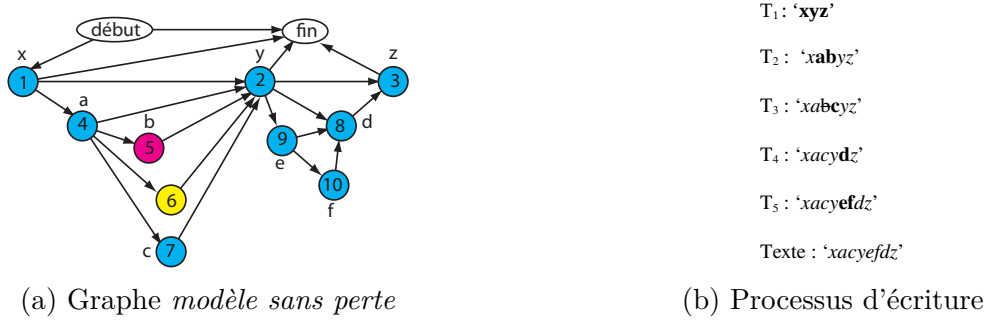 début
fin
x
y
z
1
2
3
a
b
4
5
8
d
9
e
6
10
f
c
7
(a) Graphe modèle sans perte
T1 : ‘xyz’
T2 : ‘xabyz’
T3 : ‘xabcyz’
T4 : ‘xacydz’
T5 : ‘xacyefdz’
Texte : ‘xacyefdz’
(b) Processus d'écriture